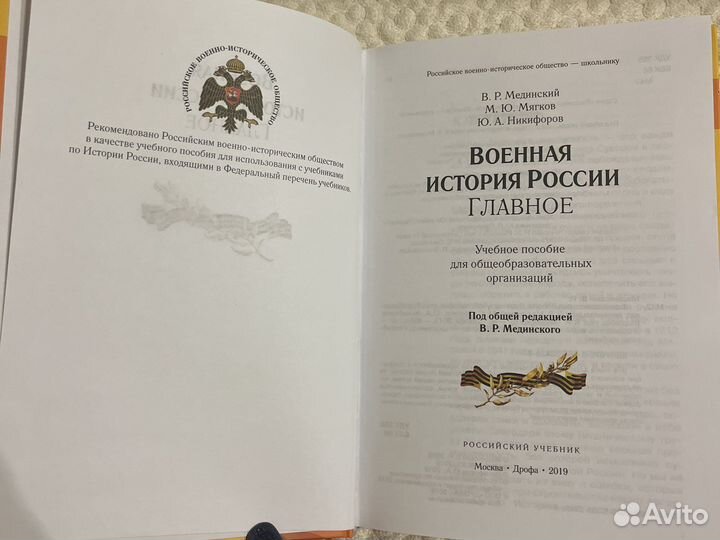 РОССИЙСКОЕ ВОЕННО-ИСТОРИЧЕСКОЕ ОБЩЕСТВО
Рекомендовано Российским военно-историческим обществом
в качестве учебного пособия для использования с учебниками
по Истории России, входящими в Федеральный перечень учебников.
Российское военно-историческое общество — школьнику
В. Р. Мединский
М. Ю. Мягков
Ю. А. Никифоров
ВОЕННАЯ
ИСТОРИЯ РОССИИ
ГЛАВНОЕ
Учебное пособие
для общеобразовательных
организаций
Под общей редакцией
В. Р. Мединского
РОССИЙСКИЙ УЧЕБНИК
Москва · Дрофа · 2019
Avito